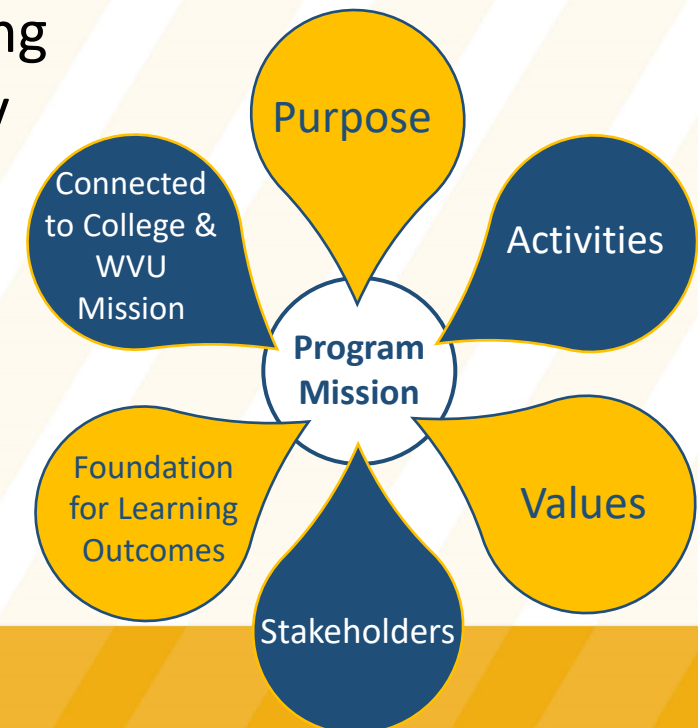 ng
Purpose
Connected
to College &
WVU
Mission
Activities
Program
Mission
Foundation
for Learning
Outcomes
Values
Stakeholders